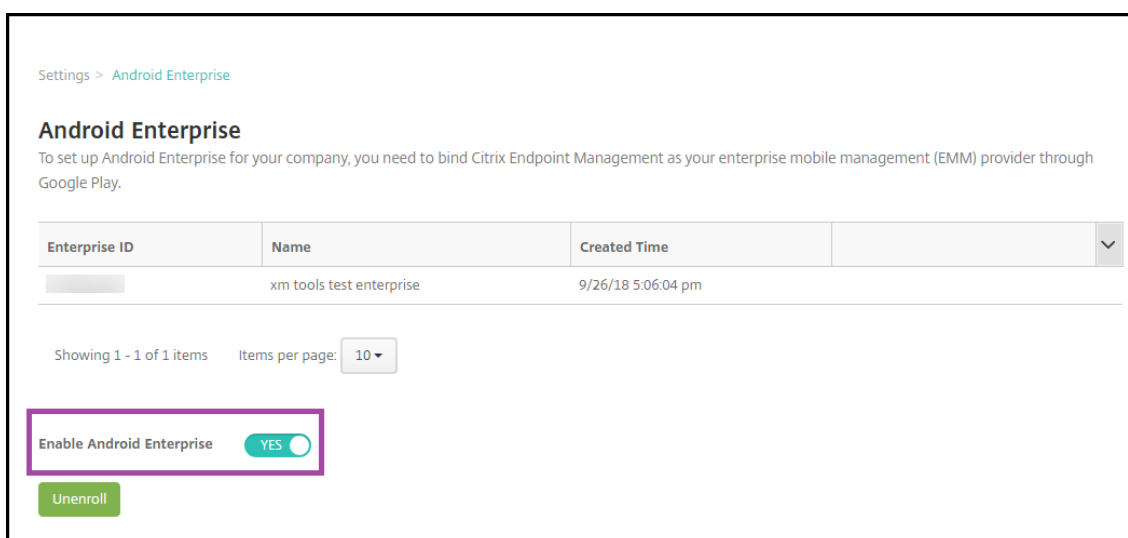 Settings > Android Enterprise
Android Enterprise
To set up Android Enterprise for your company, you need to bind Citrix Endpoint Management as your enterprise mobile management (EMM) provider through
Google Play.
Enterprise ID Name Created Time
xm tools test enterprise 9/26/18 5:06:04 pm
Showing 1 - 1 of 1 items Items per page: 10
Enable Android Enterprise YES
Unenroll